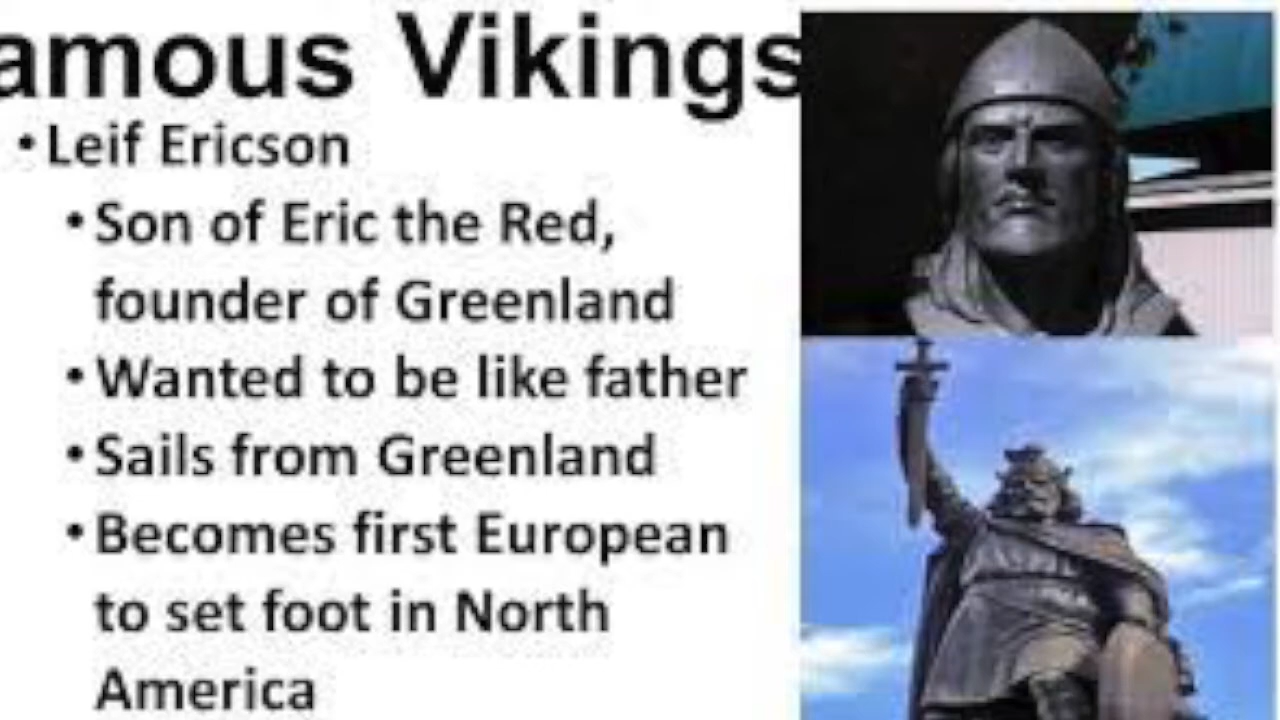 amous Vikings
• Leif Ericson
• Son of Eric the Red,
founder of Greenland
• Wanted to be like father
• Sails from Greenland
• Becomes first European
to set foot in North
America